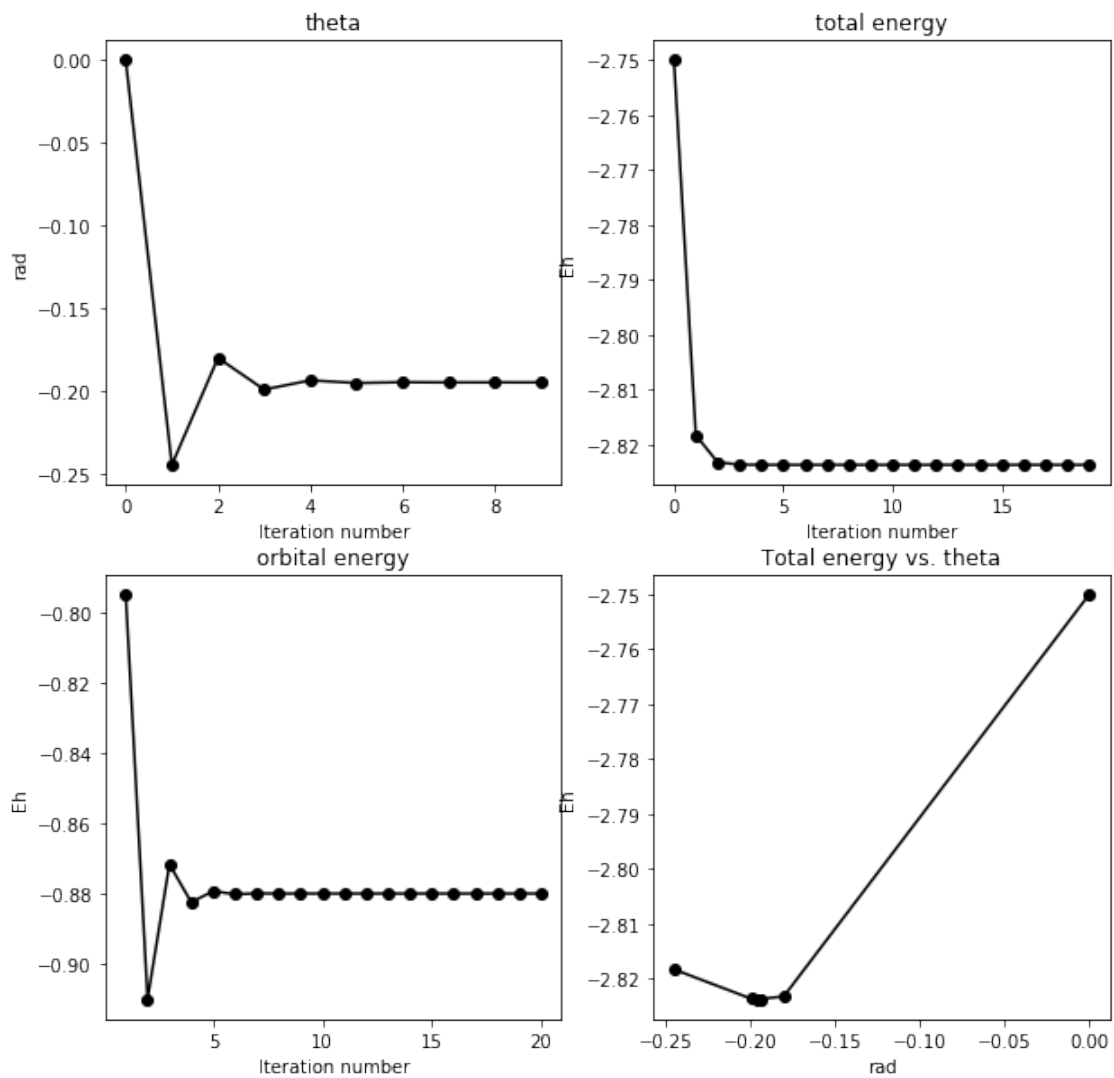 theta
0.00
−0.05
−0.10
−0.15
−0.20
−0.25
rad
0 2 4 6 8
Iteration number
total energy
−2.75
−2.76
−2.77
−2.78
−2.79
−2.80
−2.81
−2.82
Eh
0 5 10 15
Iteration number
orbital energy
−0.80
−0.82
−0.84
−0.86
−0.88
−0.90
Eh
5 10 15 20
Iteration number
Total energy vs. theta
−2.75
−2.76
−2.77
−2.78
−2.79
−2.80
−2.81
−2.82
Eh
−0.25 −0.20 −0.15 −0.10 −0.05 0.00
rad